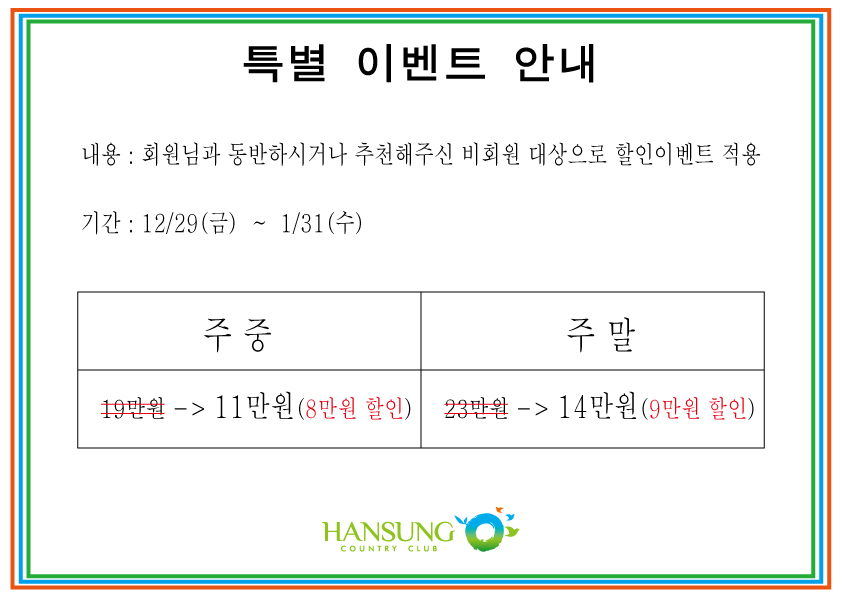 특별 이벤트 안내
내용 : 회원님과 동반하시거나 추천해주신 비회원 대상으로 할인이벤트 적용
기간 : 12/29(금) ~ 1/31(수)
주 중 주 말
19만원 -> 11만원(8만원 할인) 23만원 -> 14만원(9만원 할인)
HANSUNG
COUNTRY CLUB